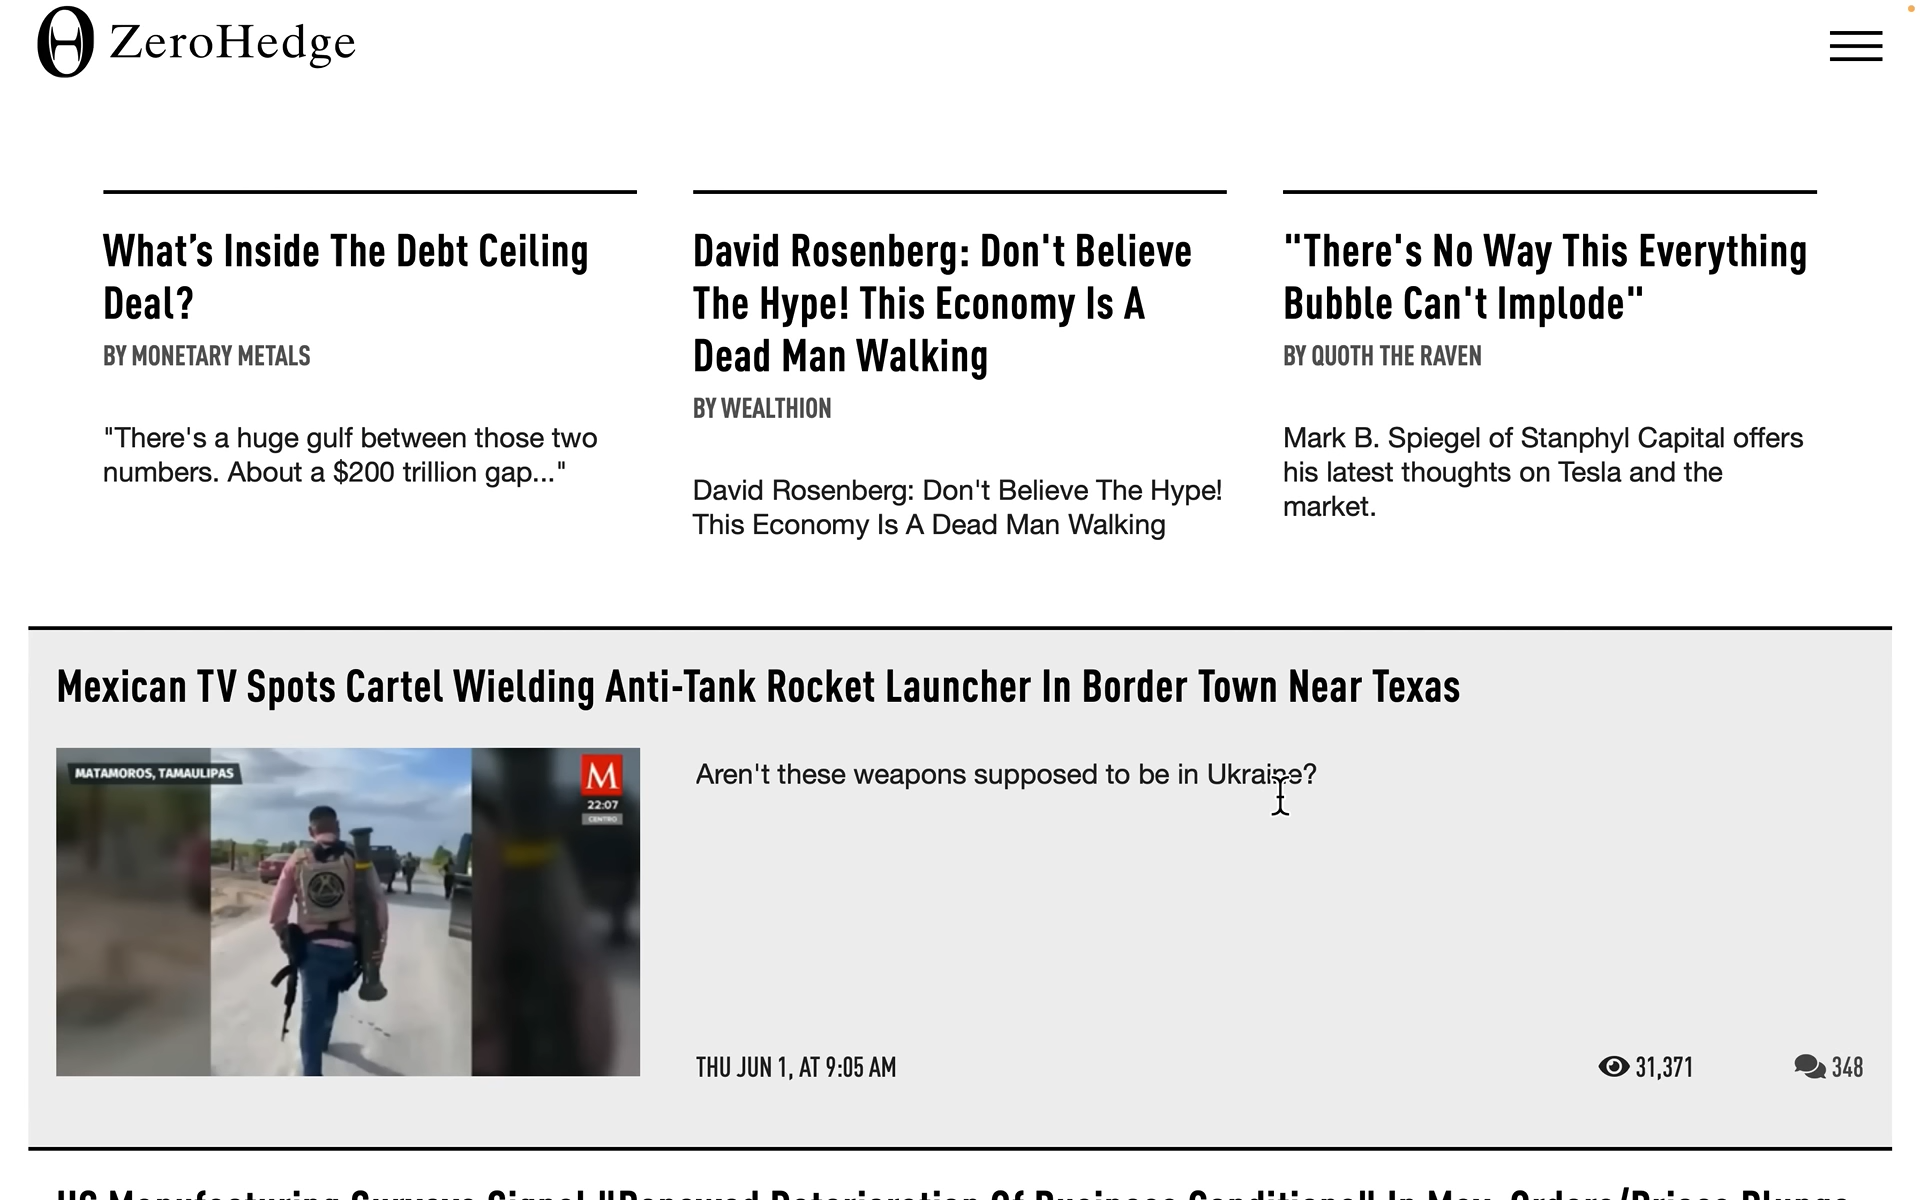 ZeroHedge
What’s Inside The Debt Ceiling
Deal?
BY MONETARY METALS
"There's a huge gulf between those two
numbers. About a $200 trillion gap..."
David Rosenberg: Don't Believe
The Hype! This Economy Is A
Dead Man Walking
BY WEALTHION
David Rosenberg: Don't Believe The Hype!
This Economy Is A Dead Man Walking
"There's No Way This Everything
Bubble Can't Implode"
BY QUOTH THE RAVEN
Mark B. Spiegel of Stanphyl Capital offers
his latest thoughts on Tesla and the
market.
Mexican TV Spots Cartel Wielding Anti-Tank Rocket Launcher In Border Town Near Texas
MATAMOROS, TAMAULIPAS
M
22:07
CENTRO
Aren't these weapons supposed to be in Ukraine?
THU JUN 1, AT 9:05 AM
31,371
348
US Manufacturing Surveys Signal "Renewed Deterioration Of Business Conditions" In May, Orders/Prices Plunge